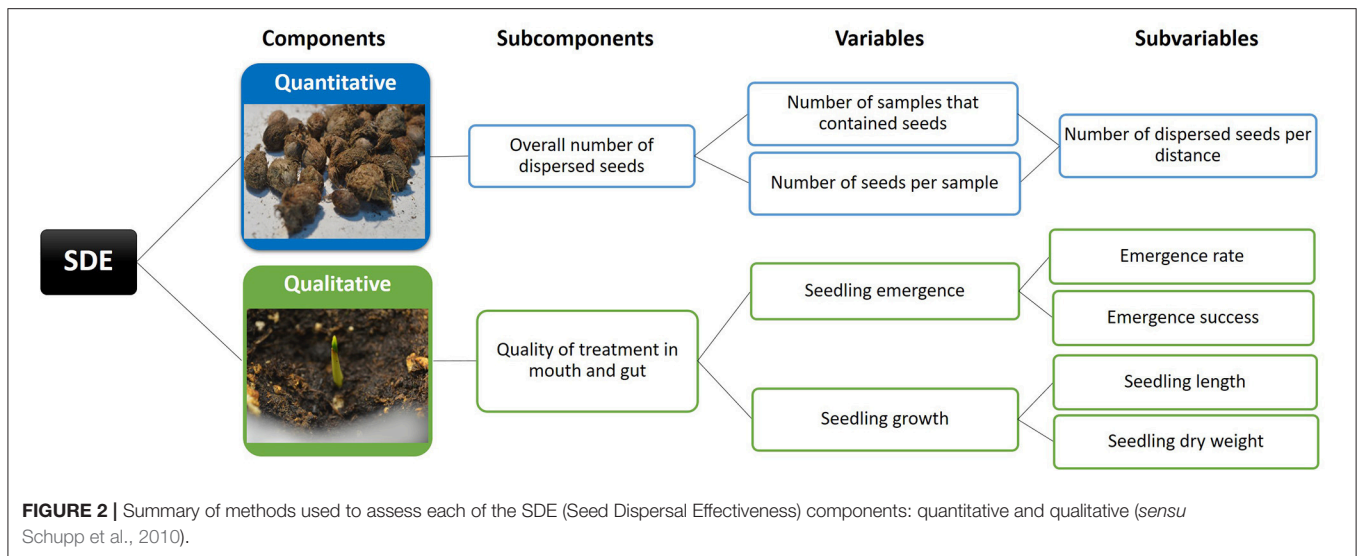 Components Subcomponents Variables Subvariables
Quantitative
Overall number of
dispersed seeds
Number of samples that
contained seeds
Number of seeds per sample
Number of dispersed seeds per
distance
SDE
Qualitative
Quality of treatment in
mouth and gut
Seedling emergence
Seedling growth
Emergence rate
Emergence success
Seedling length
Seedling dry weight
FIGURE 2 | Summary of methods used to assess each of the SDE (Seed Dispersal Effectiveness) components: quantitative and qualitative (sensu
Schupp et al., 2010).